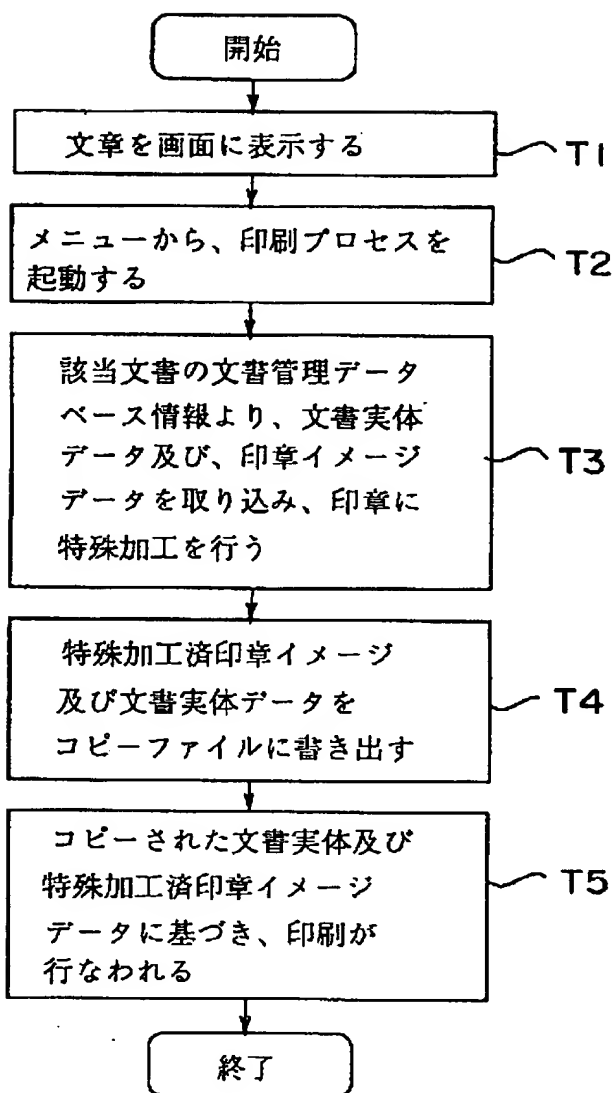 開始
文章を画面に表示する
T1
メニューから、印刷プロセスを
起動する
T2
該当文書の文書管理データ
ベース情報より、文書実体
データ及び、印章イメージ
データを取り込み、印章に
特殊加工を行う
T3
特殊加工済印章イメージ
及び文書実体データを
コピーファイルに書き出す
T4
コピーされた文書実体及び
特殊加工済印章イメージ
データに基づき、印刷が
行なわれる
T5
終了